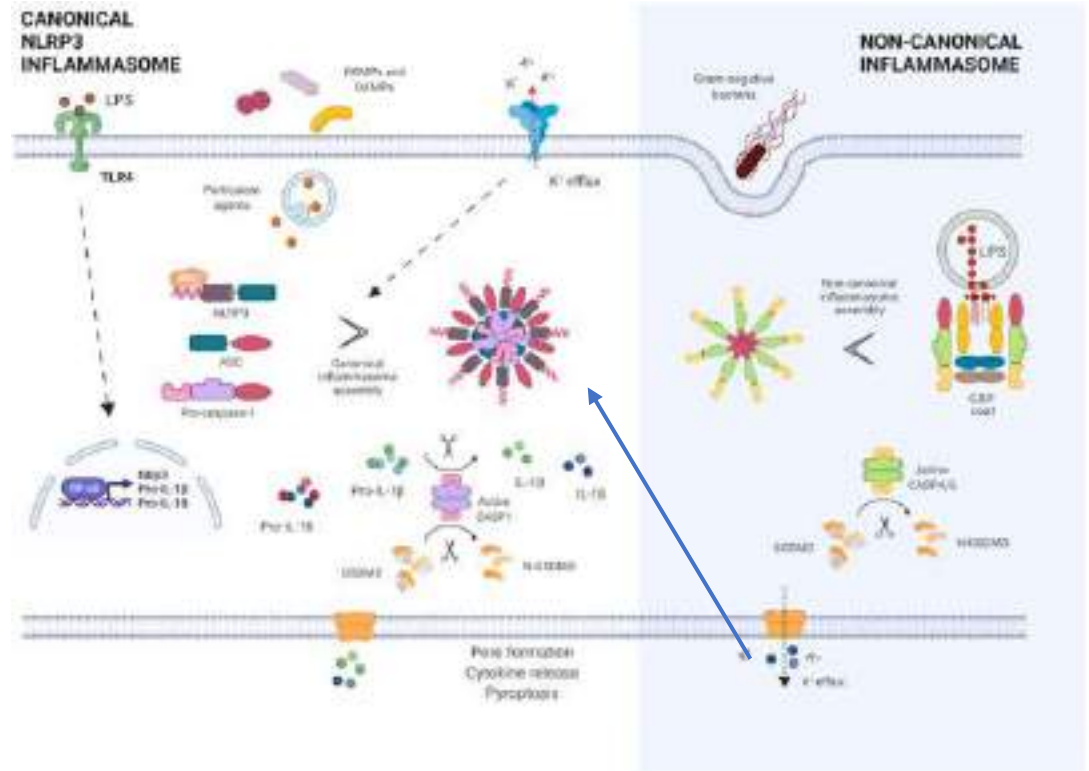 CANONICAL
NLRP3
INFLAMMASOME
NON-CANONICAL
INFLAMMASOME
LPS
PAMPs and
DAMPs
K+
K+
Gram-negative
bacteria
TLR4
K+ efflux
Particulate
agents
LPS
Non-canonical
inflammasome
assembly
NLRP3
ASC
Canonical
inflammasome
assembly
Pro-caspase-1
GBP
coat
Nlrp3
Pro-IL-1β
Pro-IL-18
Pro-IL-1β
IL-1β
IL-18
Pro-IL-18
Active
CASP1
Active
GSDMD
N-GSDMD
GSDMD
N-GSDMD
Pore formation
Cytokine release
Pyroptosis
K+
K+ efflux